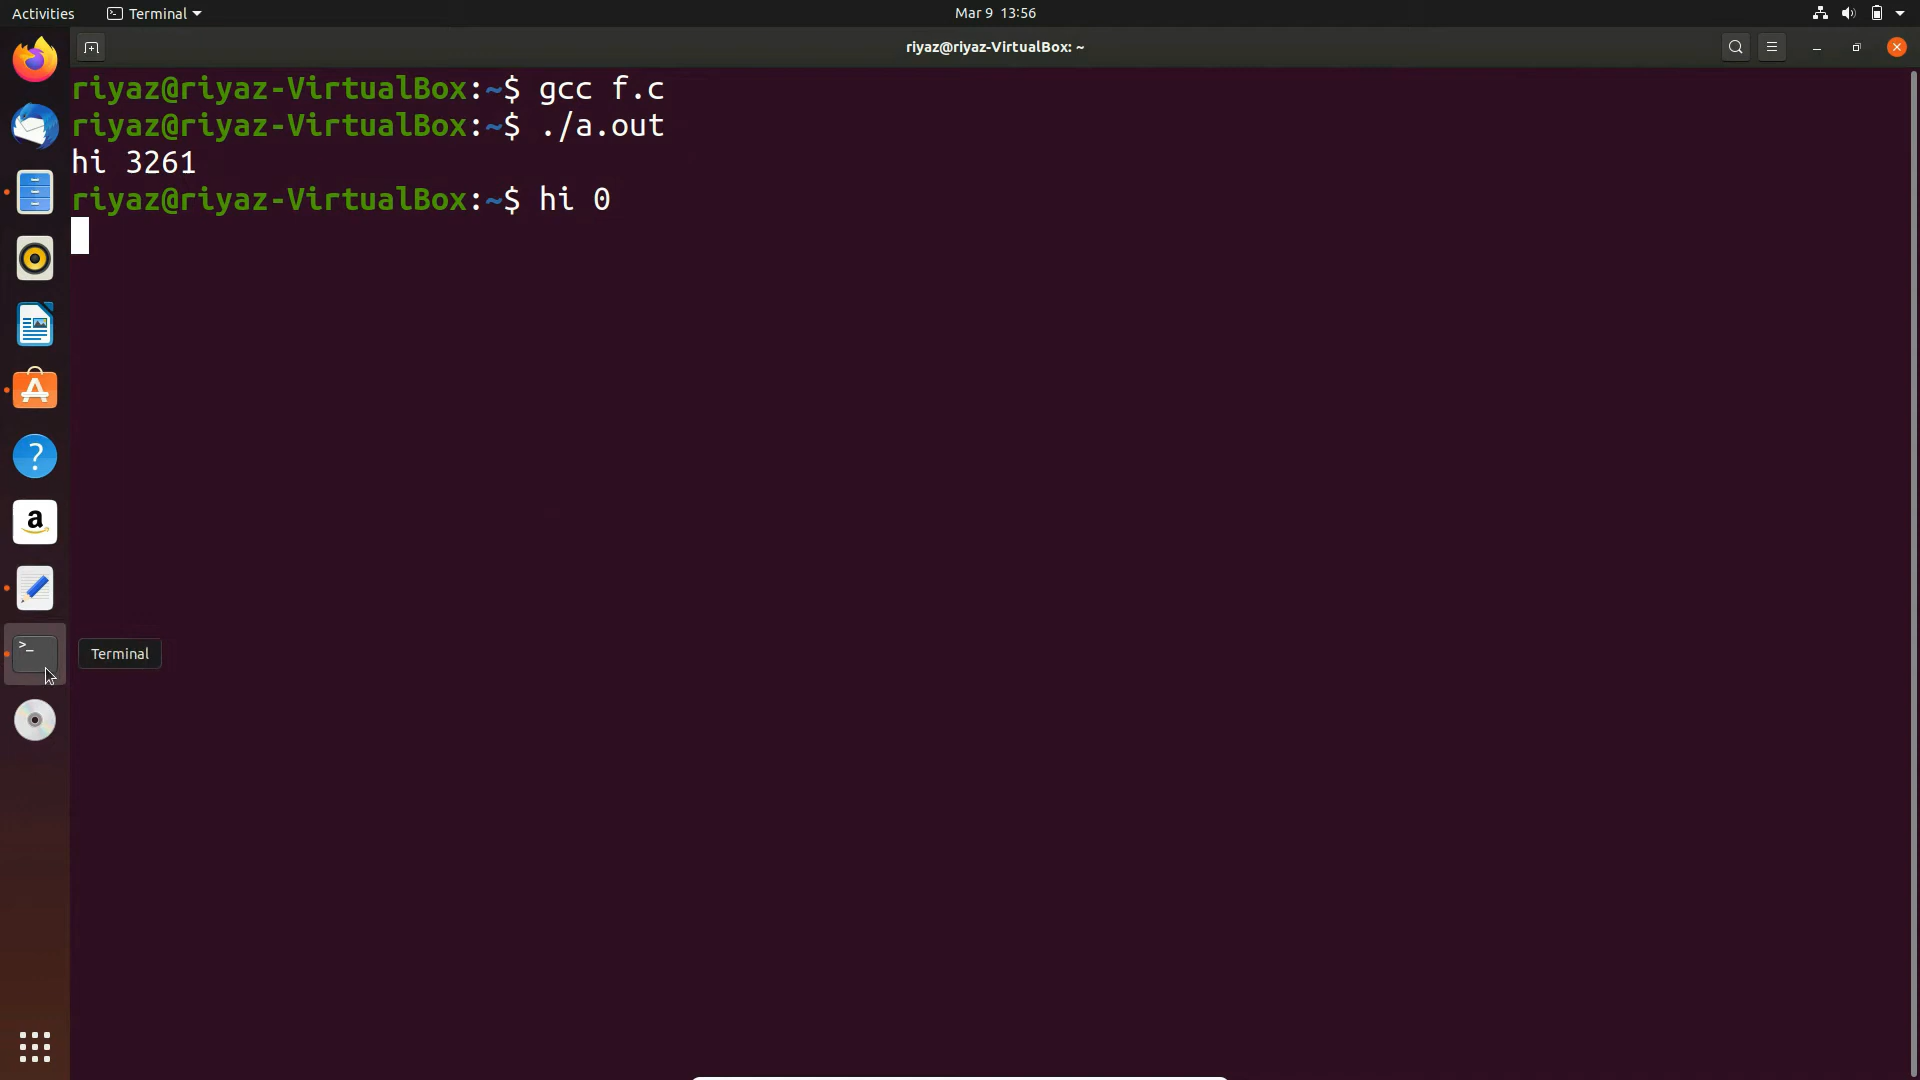 Activities
Terminal
Mar 9 13:56
riyaz@riyaz-VirtualBox: ~
riyaz@riyaz-VirtualBox:~$ gcc f.c
riyaz@riyaz-VirtualBox:~$ ./a.out
hi 3261
riyaz@riyaz-VirtualBox:~$ hi 0
?
a
>_
Terminal